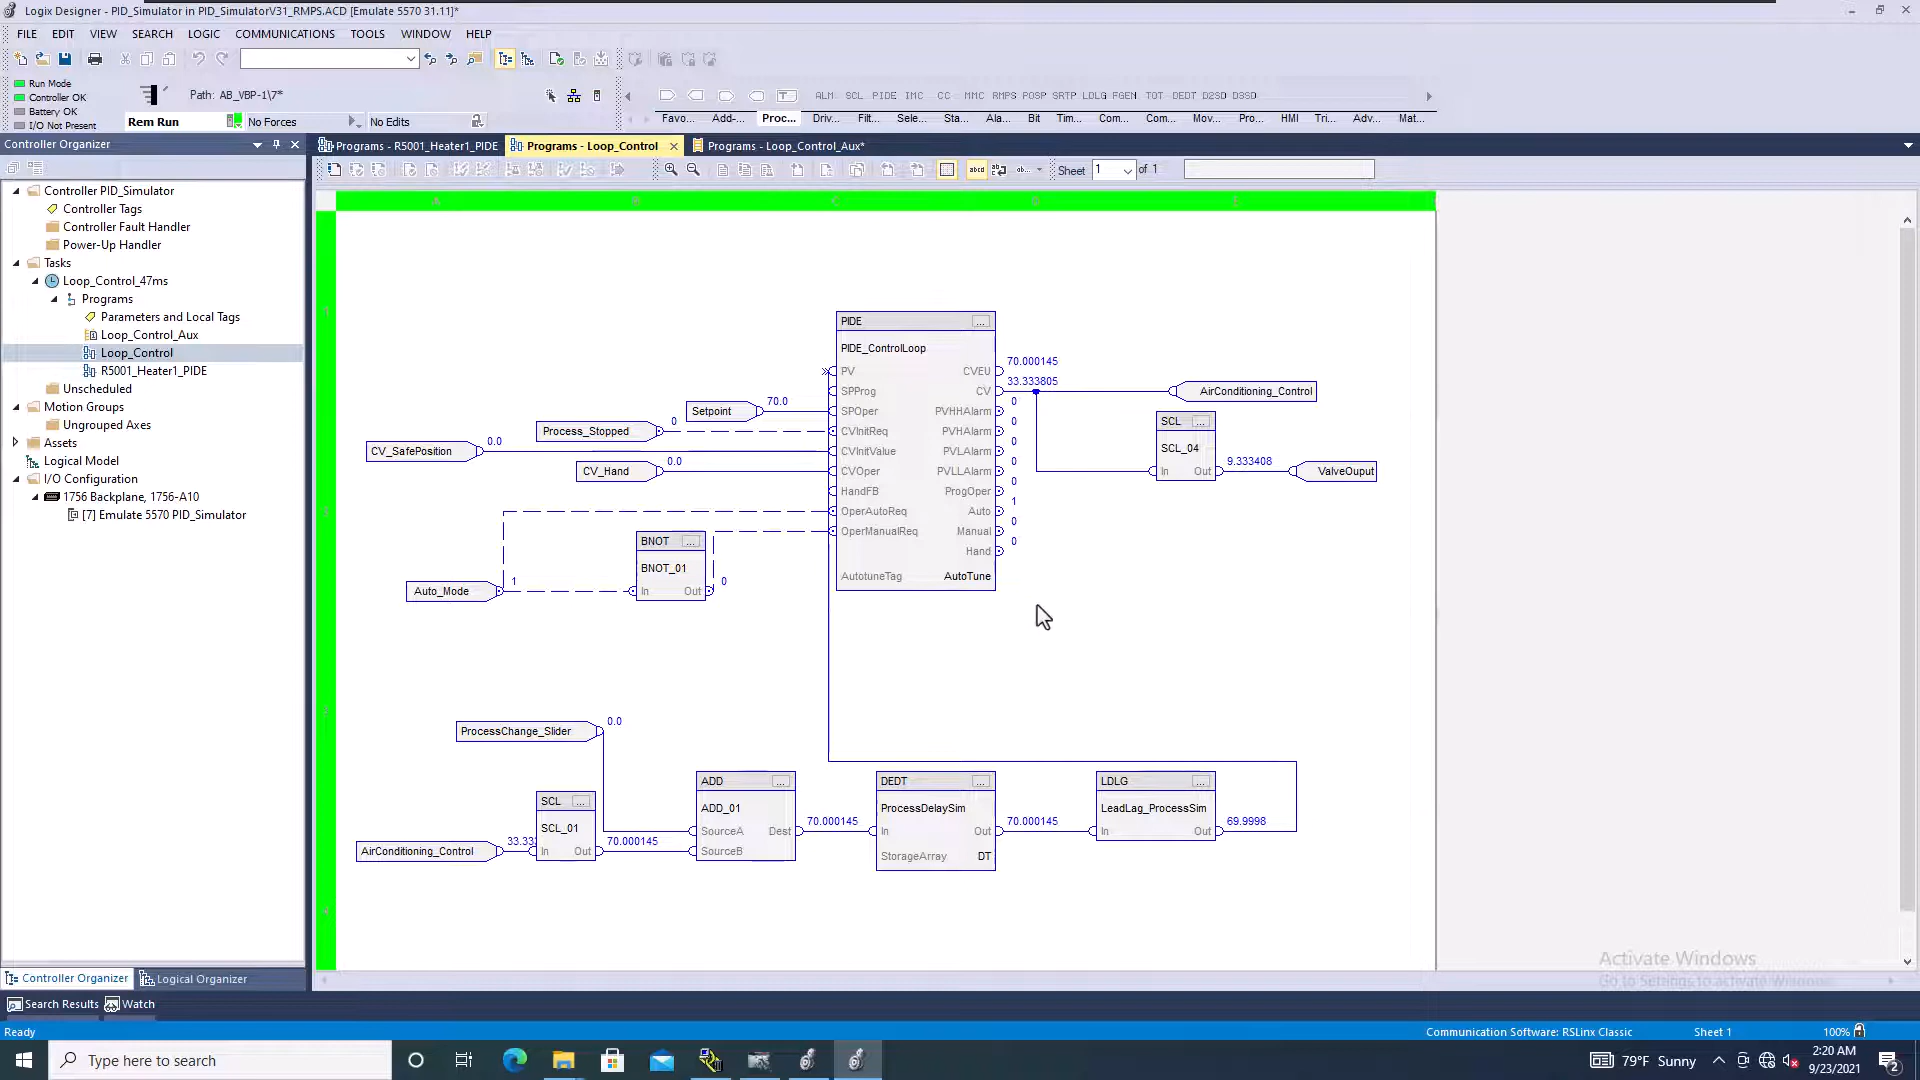 Logix Designer - PID_Simulator in PID_SimulatorV31_RMPS.ACD [Emulate 5570 31.11]*
FILE EDIT VIEW SEARCH LOGIC COMMUNICATIONS TOOLS WINDOW HELP
Run Mode
Controller OK
Battery OK
I/O Not Present
Path: AB_VBP-1\7*
Rem Run
No Forces
No Edits
ALM SCL PIDE IMC CC MMC RMPS POSP SRTP LDLG FGEN TOT DEDT D2SD D3SD
Favo... Add-... Proc... Driv... Filt... Sele... Sta... Ala... Bit Tim... Com... Com... Mov... Pro... HMI Tri... Adv... Mat...
Controller Organizer
Programs - R5001_Heater1_PIDE
Programs - Loop_Control
Programs - Loop_Control_Aux*
Sheet 1 of 1
Controller PID_Simulator
Controller Tags
Controller Fault Handler
Power-Up Handler
Tasks
Loop_Control_47ms
Programs
Parameters and Local Tags
Loop_Control_Aux
Loop_Control
R5001_Heater1_PIDE
Unscheduled
Motion Groups
Ungrouped Axes
Assets
Logical Model
I/O Configuration
1756 Backplane, 1756-A10
[7] Emulate 5570 PID_Simulator
Controller Organizer
Logical Organizer
A B C D E
PIDE ...
PIDE_ControlLoop
PV CVEU 70.000145
SPProg CV 33.333805
SPOper PVHHAlarm 0
CVInitReq PVHAlarm 0
CVInitValue PVLAlarm 0
CVOper PVLLAlarm 0
HandFB ProgOper 0
OperAutoReq Auto 1
OperManualReq Manual 0
Hand 0
AutotuneTag AutoTune
Setpoint 70.0
Process_Stopped 0
CV_SafePosition 0.0
CV_Hand 0.0
AirConditioning_Control
SCL ...
SCL_04
In Out 9.333408
ValveOuput
BNOT ...
BNOT_01
In Out 0
Auto_Mode 1
ProcessChange_Slider 0.0
SCL ...
SCL_01
In Out 70.000145
AirConditioning_Control 33.33
ADD ...
ADD_01
SourceA Dest 70.000145
SourceB
DEDT ...
ProcessDelaySim
In Out 70.000145
StorageArray DT
LDLG ...
LeadLag_ProcessSim
In Out 69.9998
Activate Windows
Go to Settings to activate Windows.
Search Results
Watch
Ready
Communication Software: RSLinx Classic
Sheet 1
100%
Type here to search
79°F Sunny
2:20 AM
9/23/2021
2